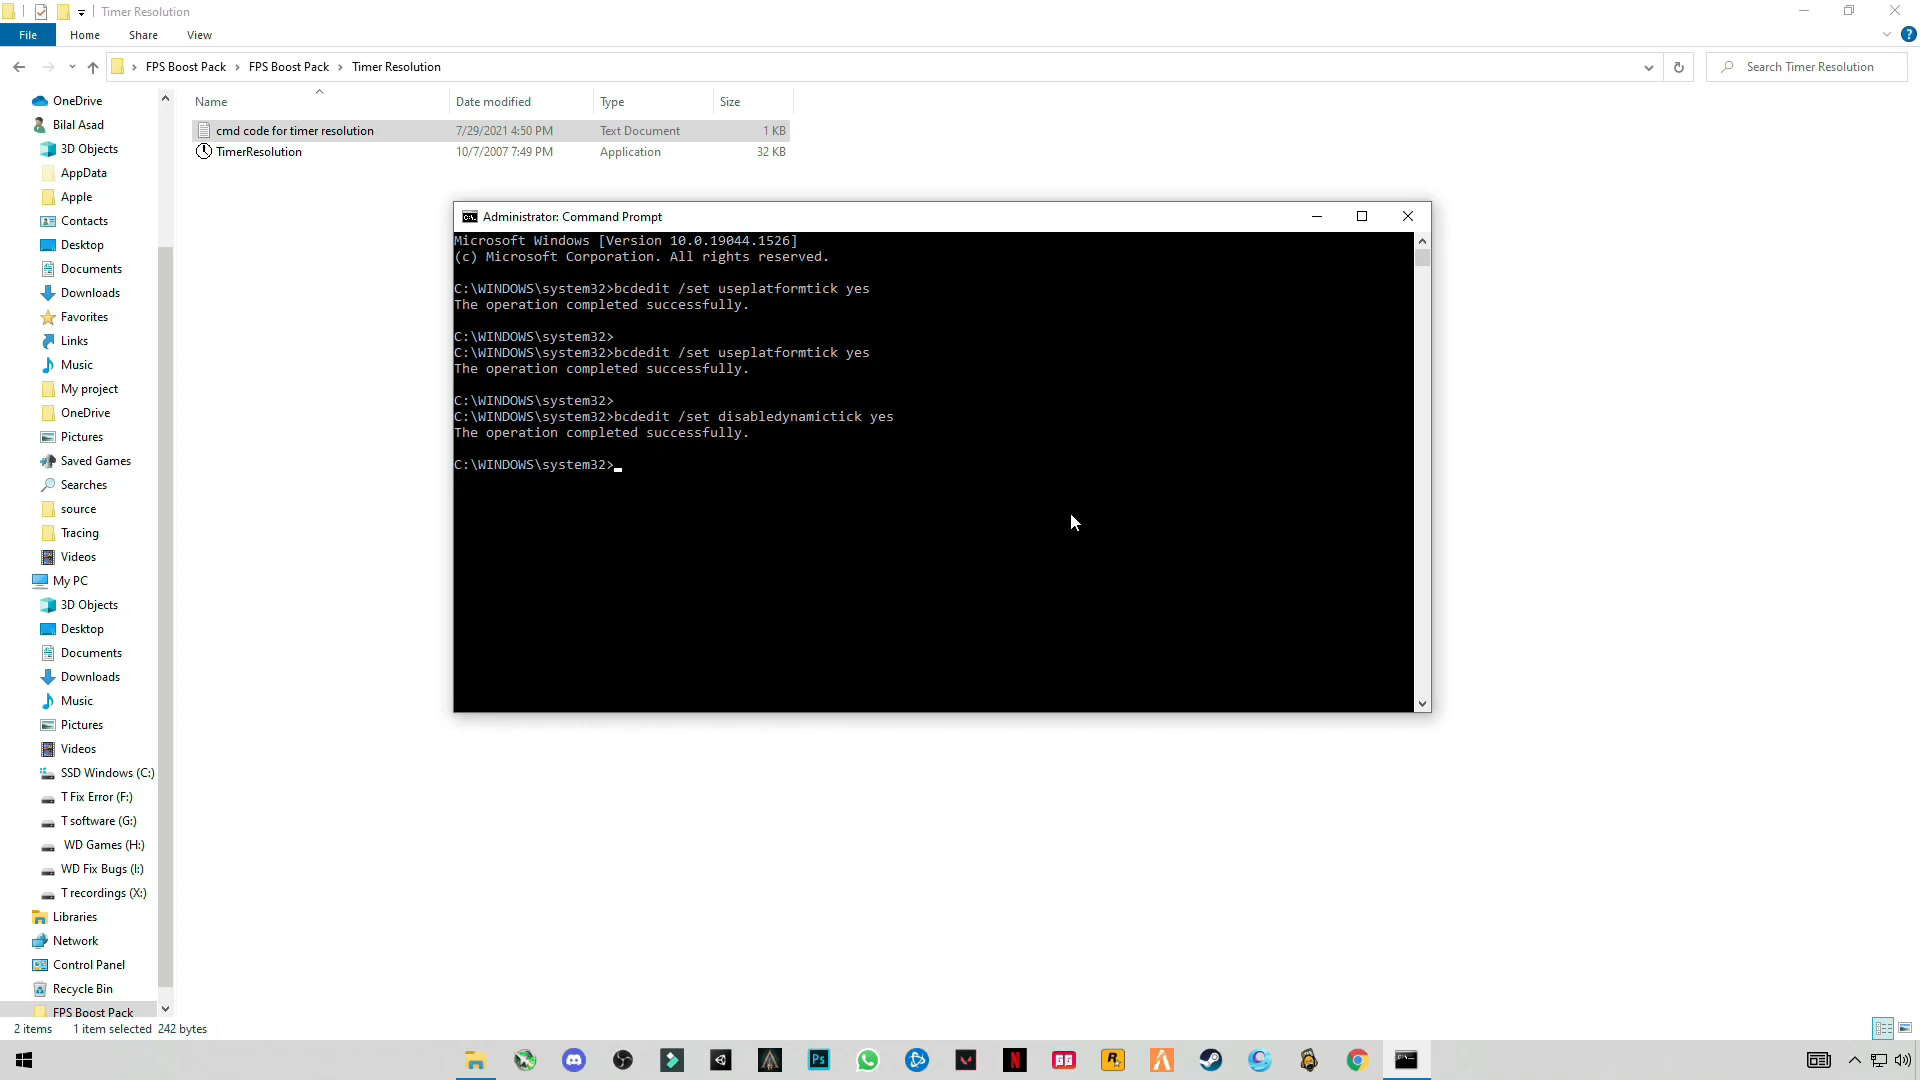 Timer Resolution
File Home Share View
FPS Boost Pack FPS Boost Pack Timer Resolution
Search Timer Resolution
Name Date modified Type Size
cmd code for timer resolution 7/29/2021 4:50 PM Text Document 1 KB
TimerResolution 10/7/2007 7:49 PM Application 32 KB
OneDrive
Bilal Asad
3D Objects
AppData
Apple
Contacts
Desktop
Documents
Downloads
Favorites
Links
Music
My project
OneDrive
Pictures
Saved Games
Searches
source
Tracing
Videos
My PC
3D Objects
Desktop
Documents
Downloads
Music
Pictures
Videos
SSD Windows (C:)
T Fix Error (F:)
T software (G:)
WD Games (H:)
WD Fix Bugs (I:)
T recordings (X:)
Libraries
Network
Control Panel
Recycle Bin
FPS Boost Pack
Administrator: Command Prompt
Microsoft Windows [Version 10.0.19044.1526]
(c) Microsoft Corporation. All rights reserved.
C:\WINDOWS\system32>bcdedit /set useplatformtick yes
The operation completed successfully.
C:\WINDOWS\system32>
C:\WINDOWS\system32>bcdedit /set useplatformtick yes
The operation completed successfully.
C:\WINDOWS\system32>
C:\WINDOWS\system32>bcdedit /set disabledynamictick yes
The operation completed successfully.
C:\WINDOWS\system32>
2 items 1 item selected 242 bytes